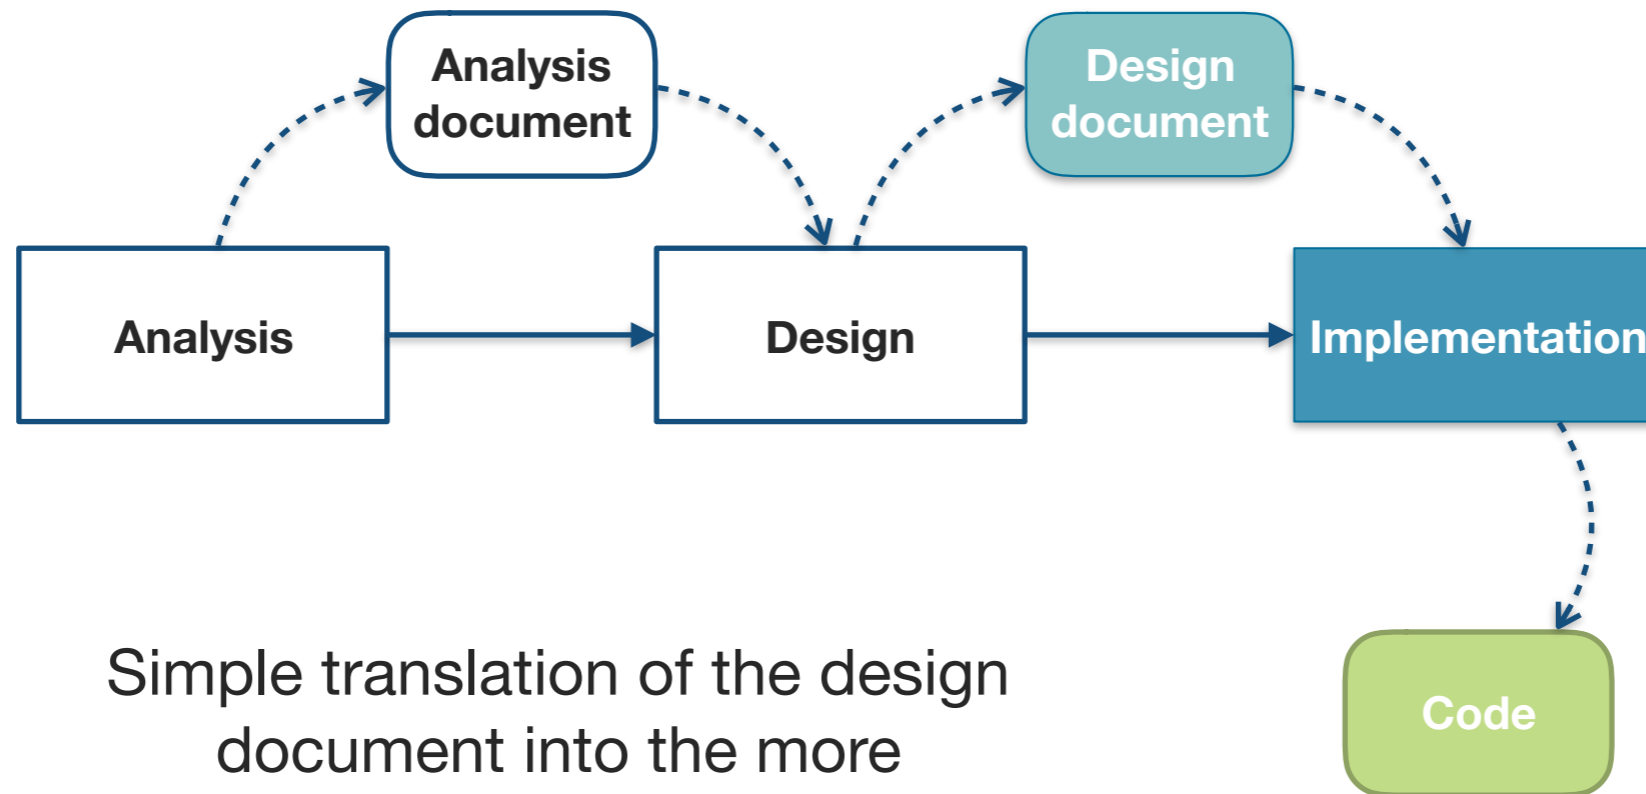 Analysis
document
Design
document
Analysis
Design
Implementation
Simple translation of the design
document into the more
Code